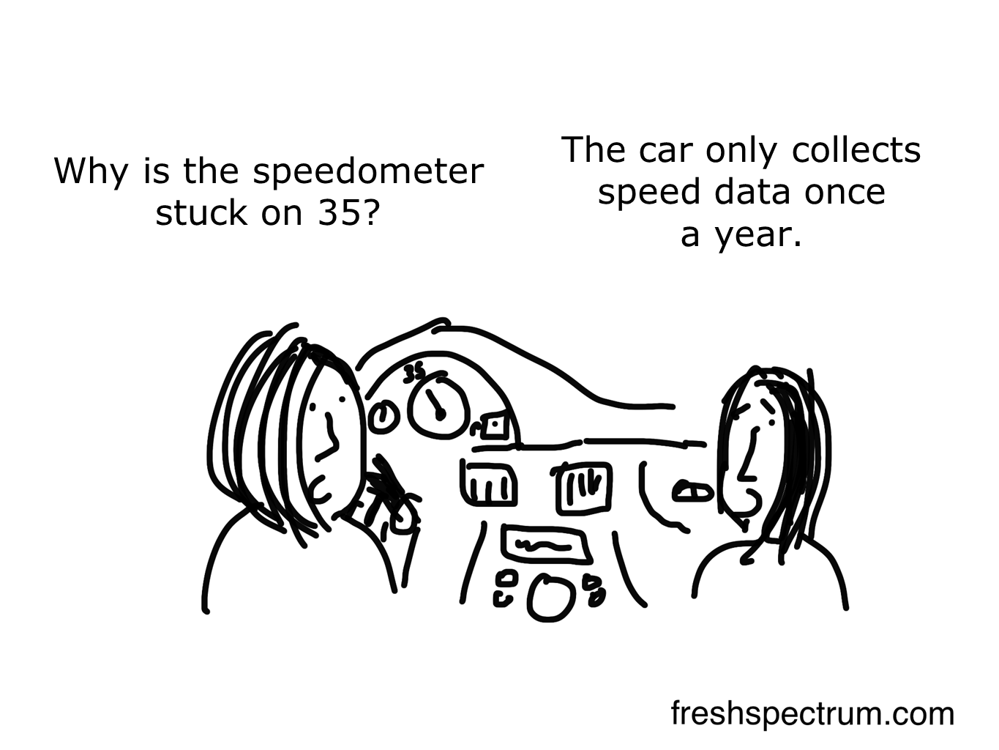 Why is the speedometer
stuck on 35?
The car only collects
speed data once
a year.
35
freshspectrum.com